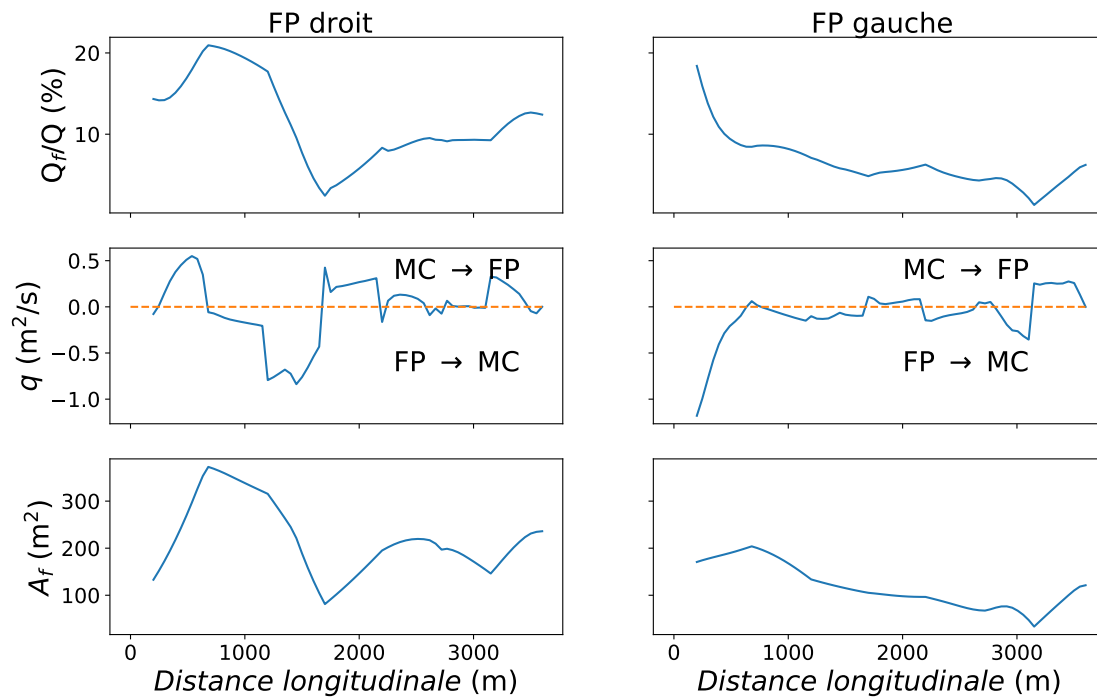 FP droit
FP gauche
Q_f/Q (%)
20
10
q (m²/s)
0.5
0.0
−0.5
−1.0
MC → FP
FP → MC
MC → FP
FP → MC
A_f (m²)
300
200
100
0
1000
2000
3000
0
1000
2000
3000
Distance longitudinale (m)
Distance longitudinale (m)